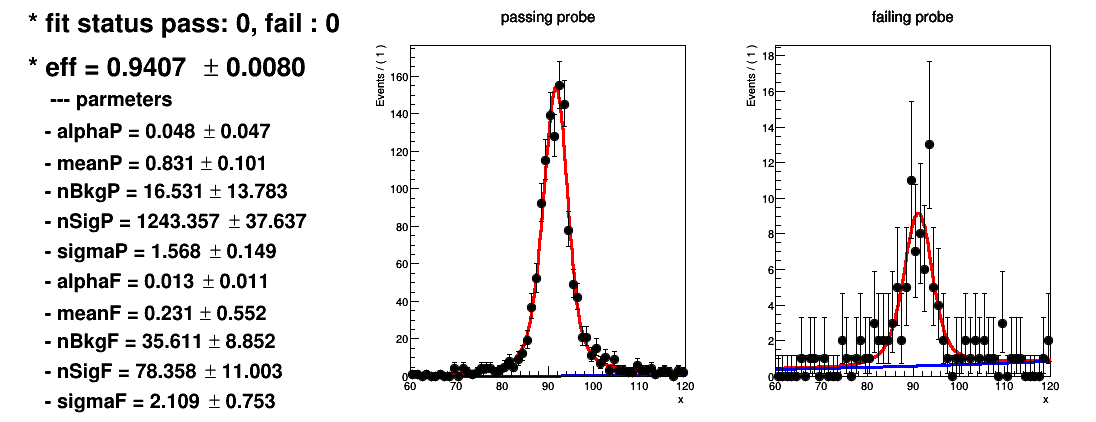 * fit status pass: 0, fail : 0
* eff = 0.9407 ± 0.0080
--- parmeters
- alphaP = 0.048 ± 0.047
- meanP = 0.831 ± 0.101
- nBkgP = 16.531 ± 13.783
- nSigP = 1243.357 ± 37.637
- sigmaP = 1.568 ± 0.149
- alphaF = 0.013 ± 0.011
- meanF = 0.231 ± 0.552
- nBkgF = 35.611 ± 8.852
- nSigF = 78.358 ± 11.003
- sigmaF = 2.109 ± 0.753
passing probe
Events / ( 1 )
160
140
120
100
80
60
40
20
0
60 70 80 90 100 110 120
x
failing probe
Events / ( 1 )
18
16
14
12
10
8
6
4
2
0
60 70 80 90 100 110 120
x